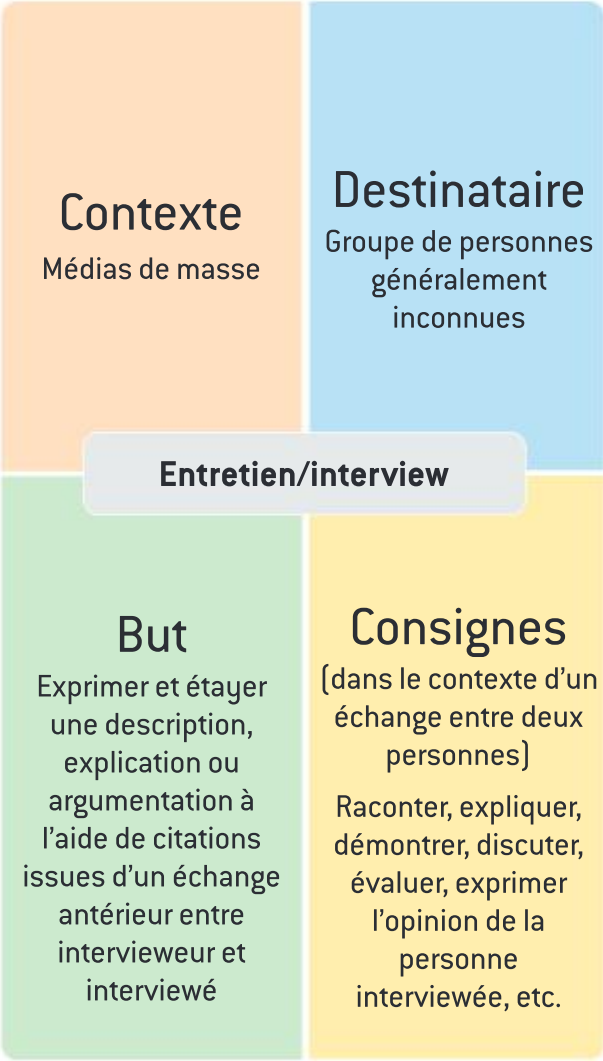 Contexte
Médias de masse
Destinataire
Groupe de personnes
généralement
inconnues
Entretien/interview
But
Exprimer et étayer
une description,
explication ou
argumentation à
l’aide de citations
issues d’un échange
antérieur entre
intervieweur et
interviewé
Consignes
(dans le contexte d’un
échange entre deux
personnes)
Raconter, expliquer,
démontrer, discuter,
évaluer, exprimer
l’opinion de la
personne
interviewée, etc.